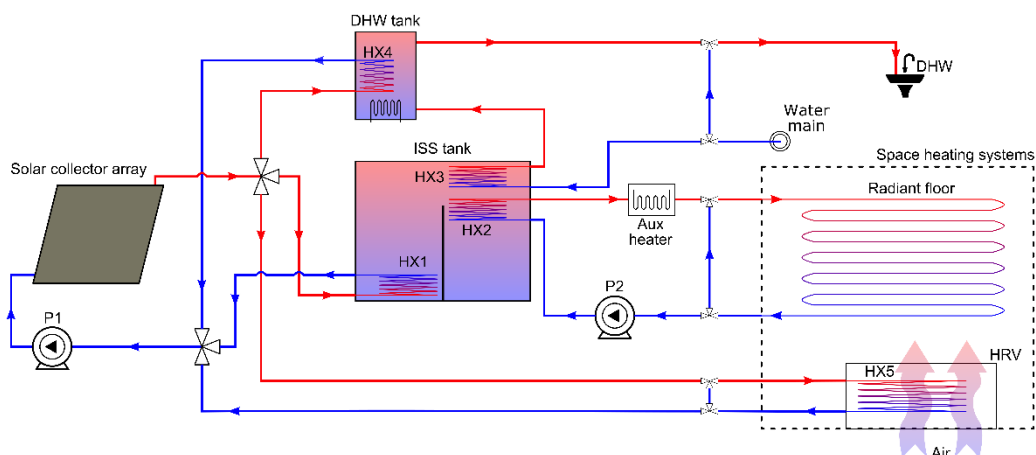 DHW tank
HX4
DHW
Water
main
Solar collector array
ISS tank
Space heating systems
HX3
Radiant floor
HX2
Aux
heater
HX1
P2
P1
HRV
HX5
Air